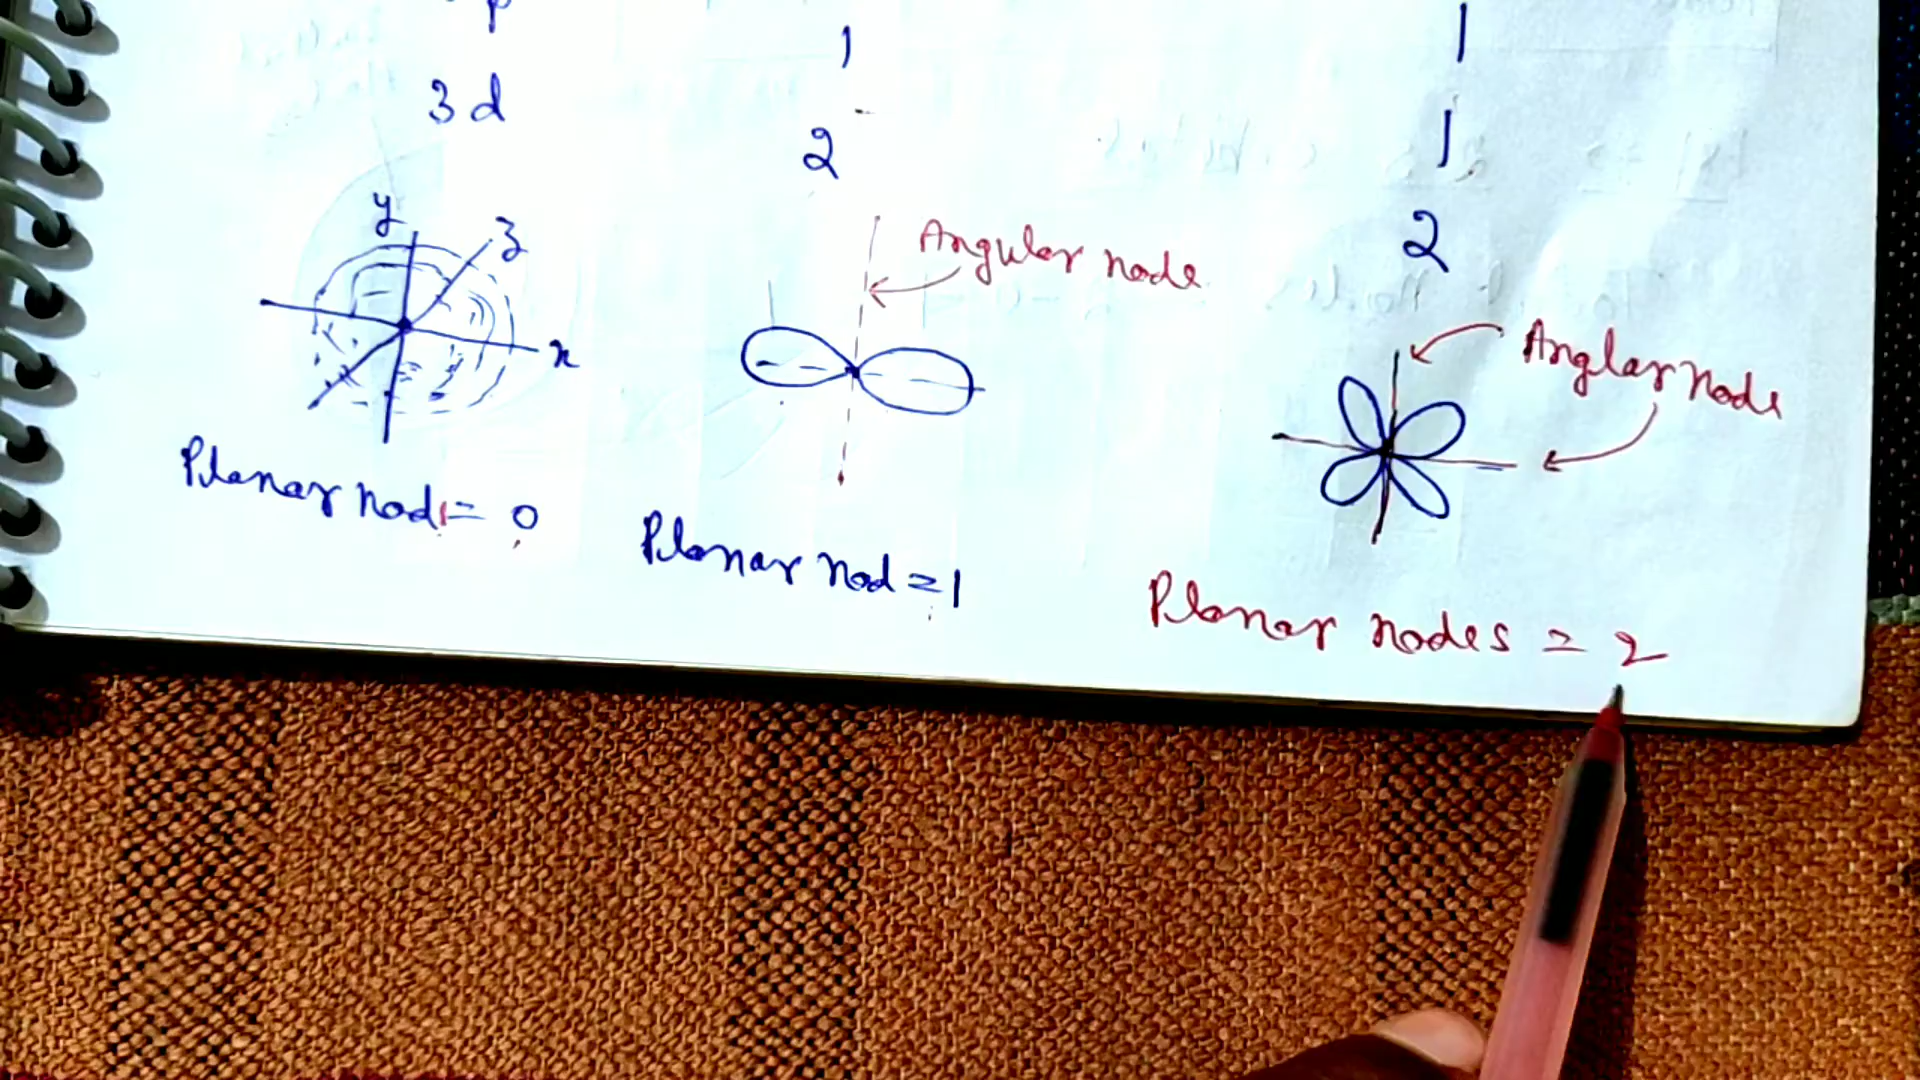 p 1 1
3d 2 1
2
y
z
x
Angular node
Anglar node
Planar nod = 0
Planar nod = 1
Planar nodes = 2